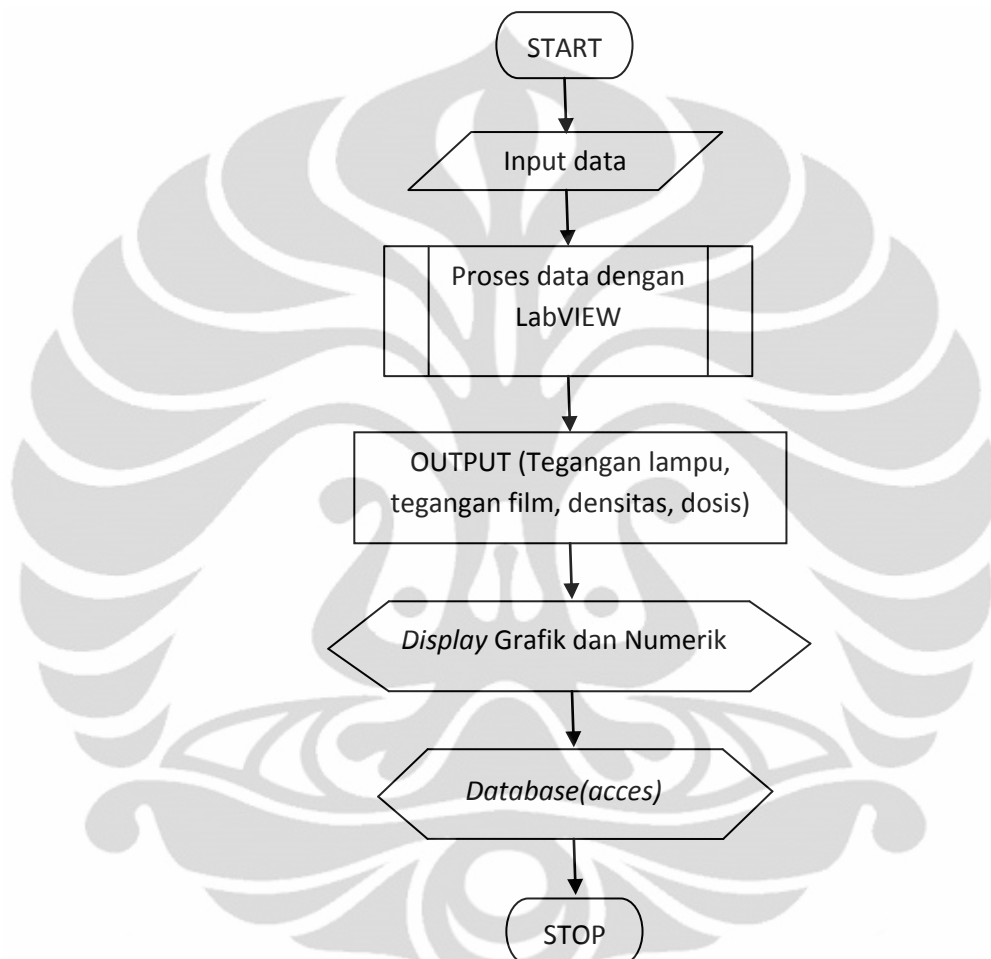 START
Input data
Proses data dengan
LabVIEW
OUTPUT (Tegangan lampu,
tegangan film, densitas, dosis)
Display Grafik dan Numerik
Database(acces)
STOP